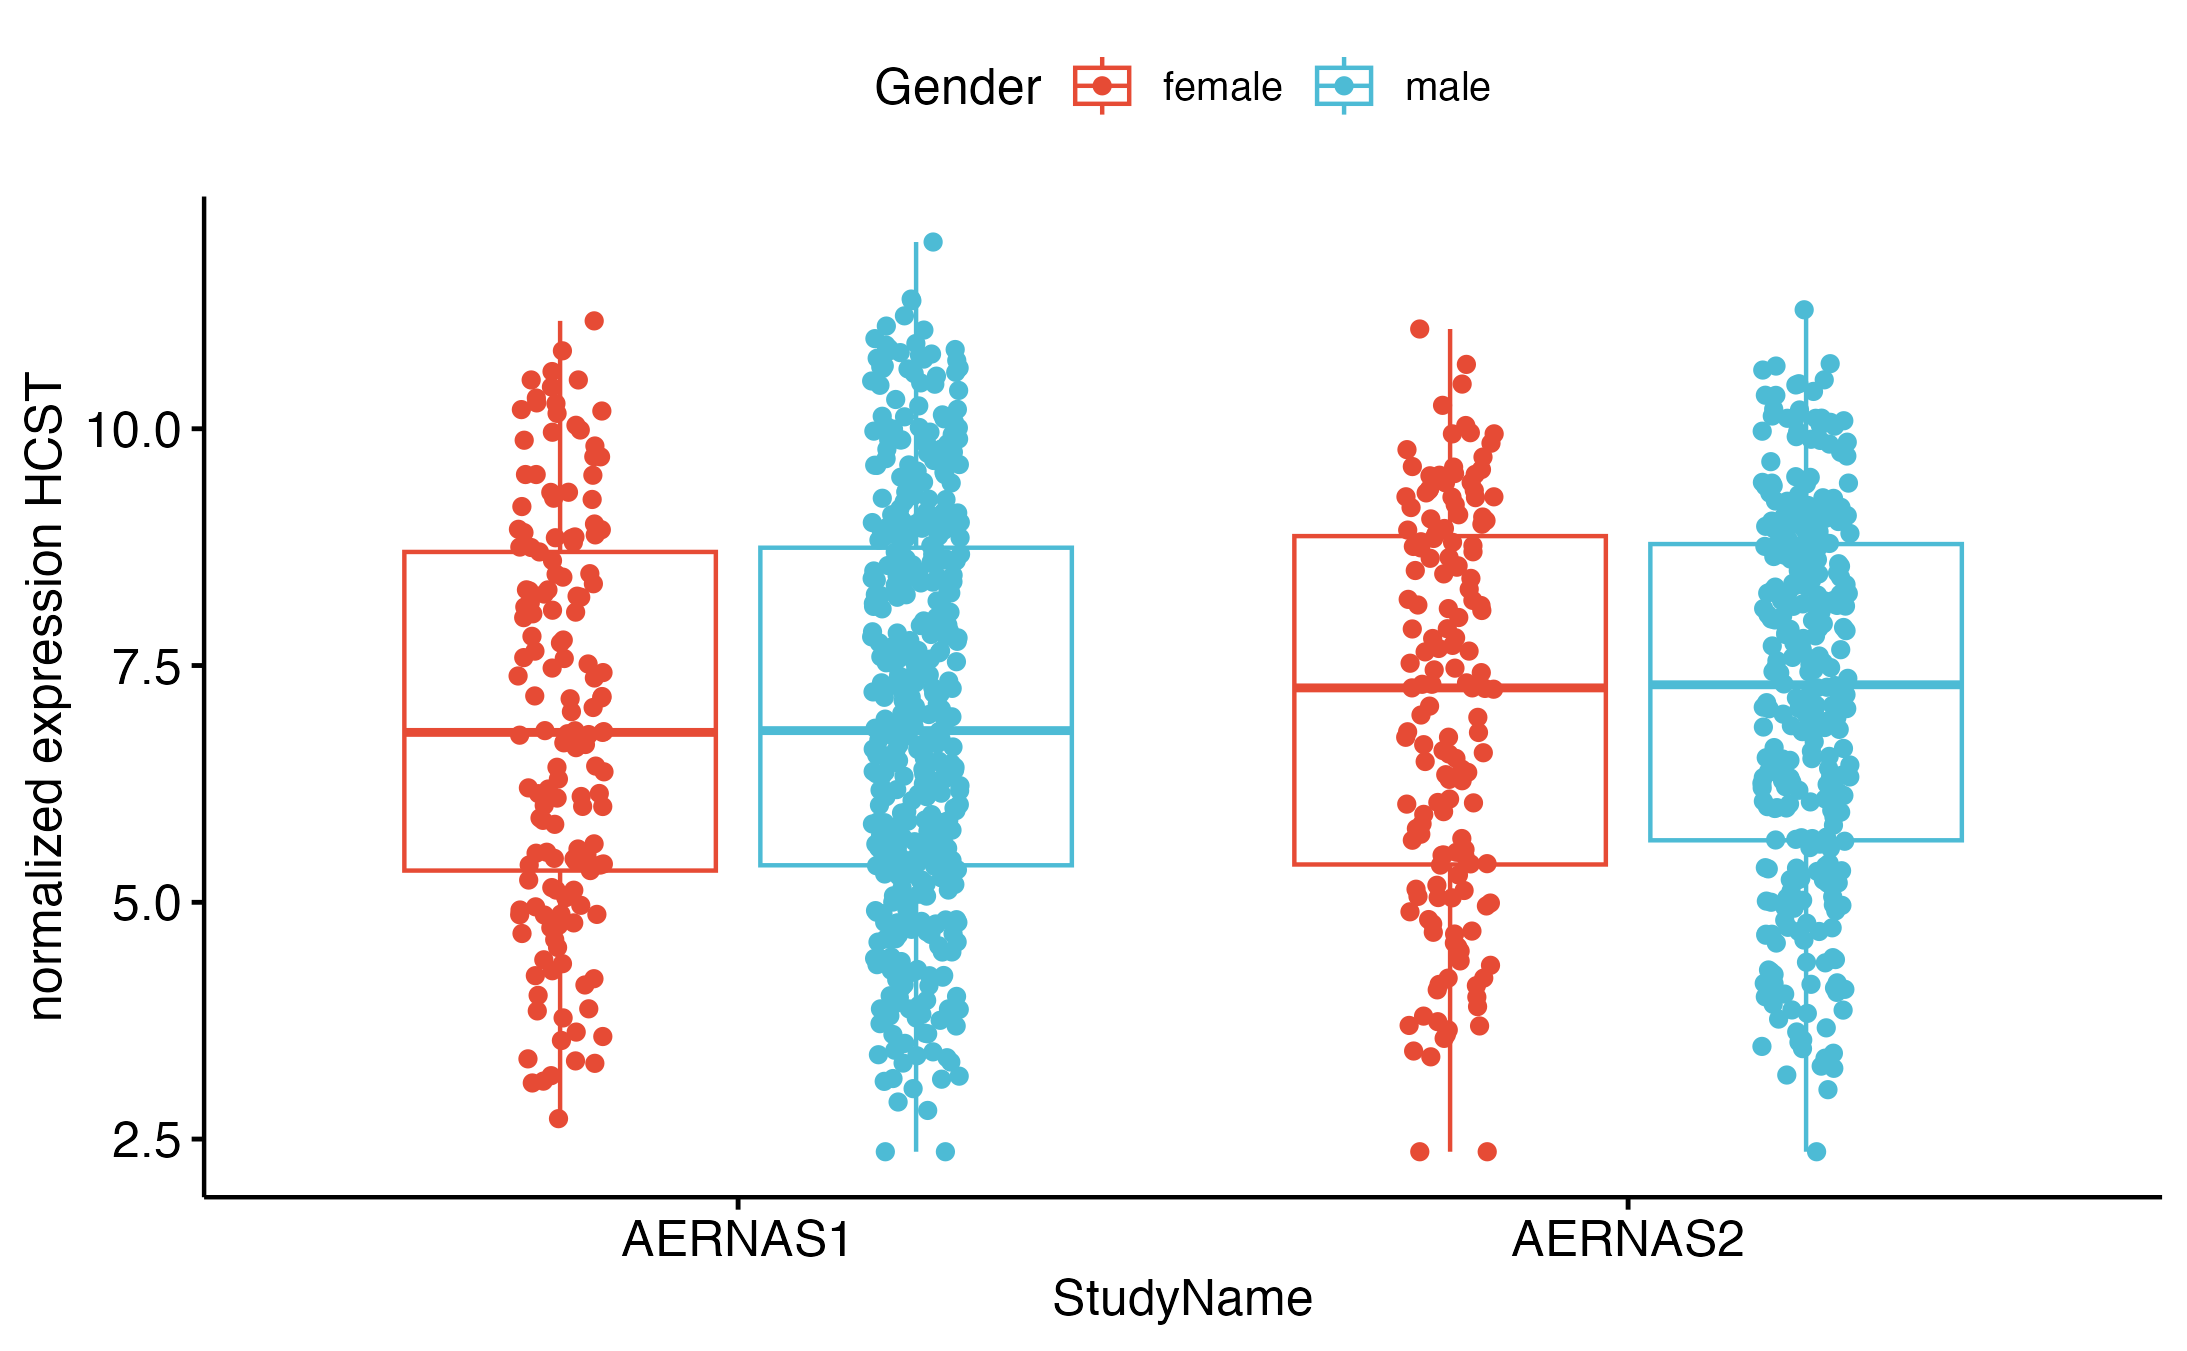 Gender female male
normalized expression HCST
10.0
7.5
5.0
2.5
AERNAS1 AERNAS2
StudyName